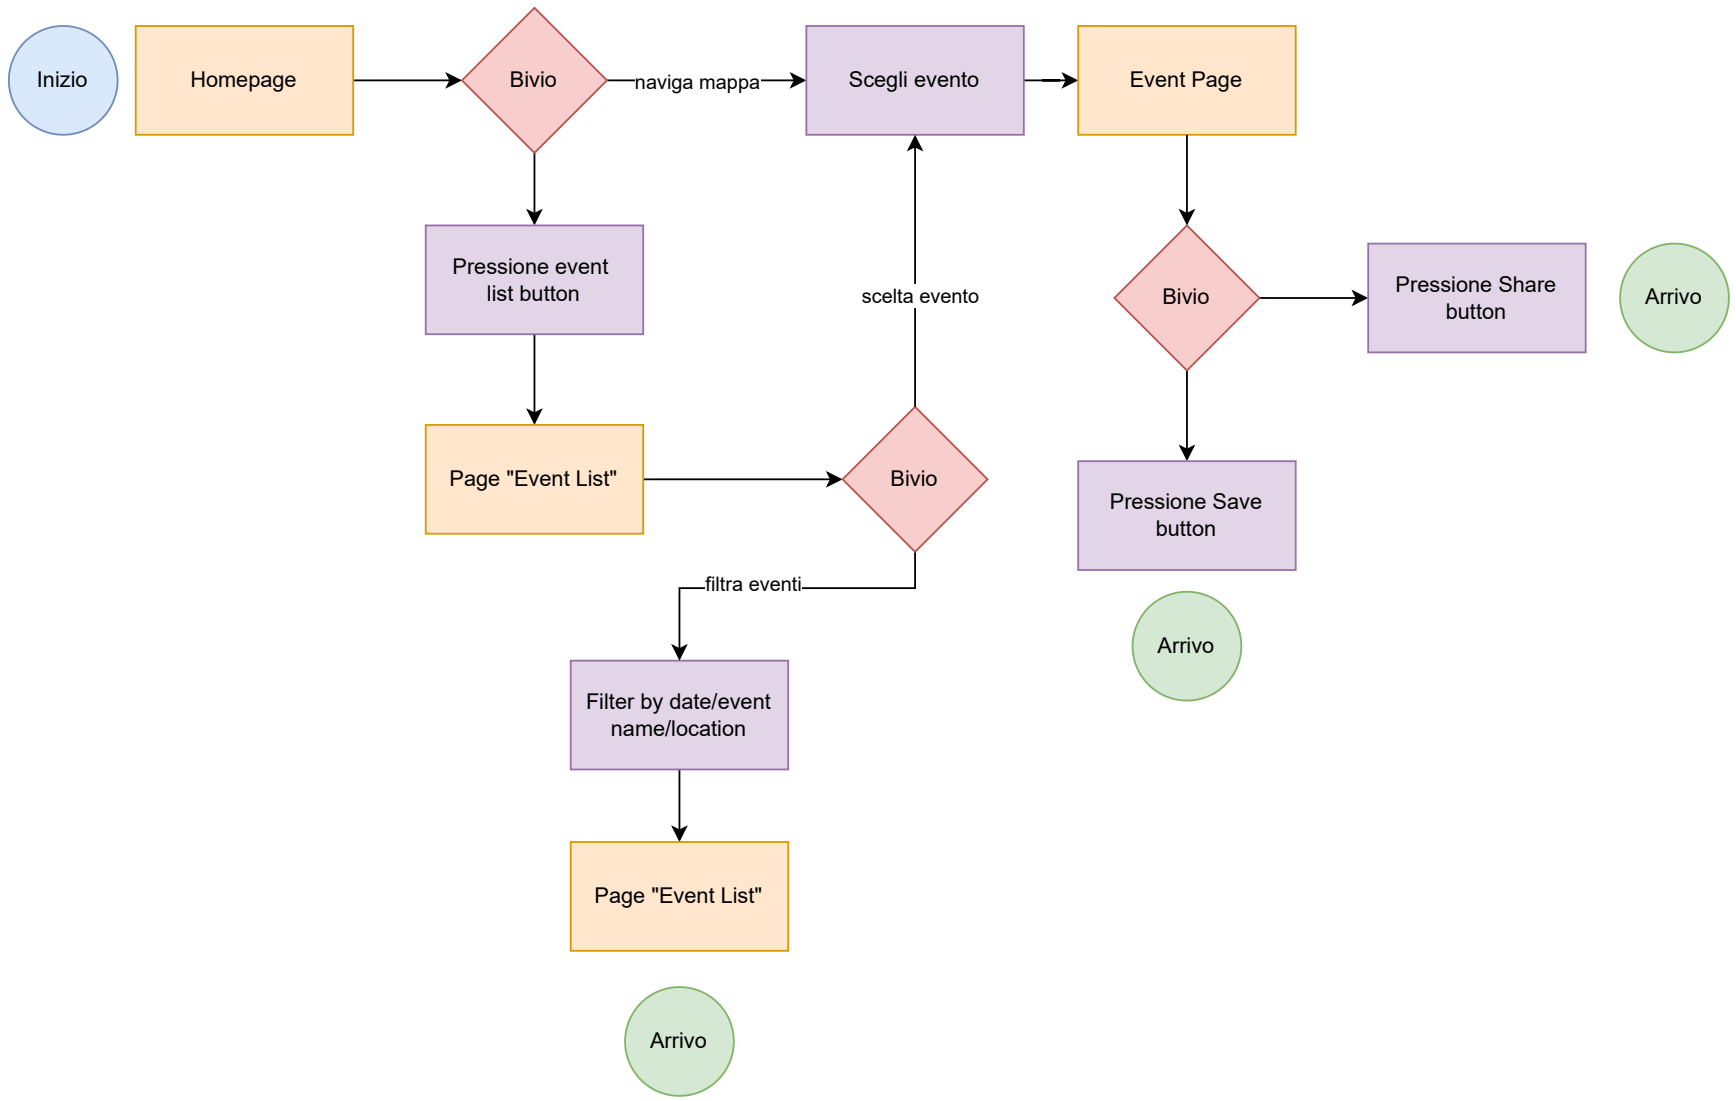 Inizio
Homepage
Bivio
naviga mappa
Scegli evento
Event Page
Pressione event
list button
scelta evento
Bivio
Pressione Share
button
Arrivo
Page "Event List"
Bivio
Pressione Save
button
filtra eventi
Arrivo
Filter by date/event
name/location
Page "Event List"
Arrivo